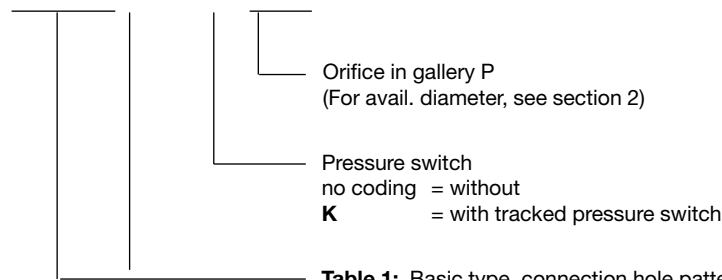 Orifice in gallery P
(For avail. diameter, see section 2)
Pressure switch
no coding = without
K = with tracked pressure switch
Table 1: Basic type, connection hole